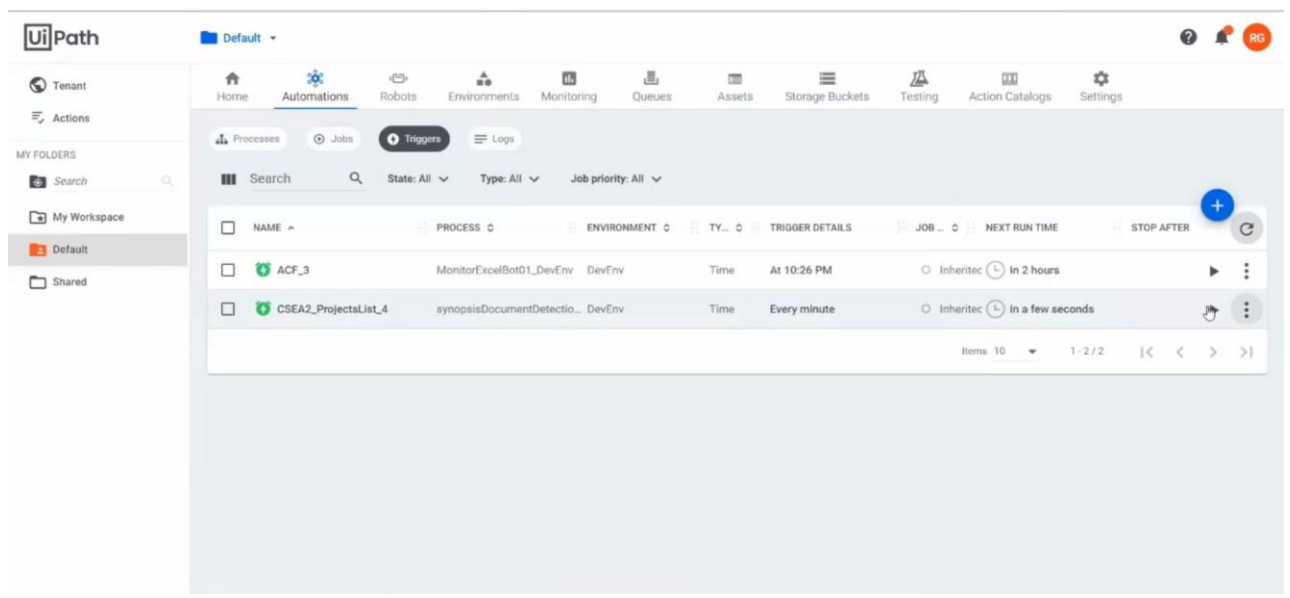 UiPath
Default
RG
Tenant
Actions
MY FOLDERS
Search
My Workspace
Default
Shared
Home Automations Robots Environments Monitoring Queues Assets Storage Buckets Testing Action Catalogs Settings
Processes Jobs Triggers Logs
Search State: All Type: All Job priority: All
NAME PROCESS ENVIRONMENT TY... TRIGGER DETAILS JOB ... NEXT RUN TIME STOP AFTER
ACF_3 MonitorExcelBot01_DevEnv DevEnv Time At 10:26 PM Inheritec in 2 hours
CSEA2_ProjectsList_4 synopsisDocumentDetectio... DevEnv Time Every minute Inheritec in a few seconds
Items 10 1 - 2 / 2